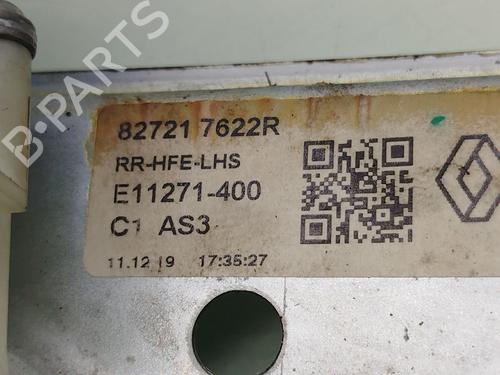 B-PARTS
82721 7622R
RR-HFE-LHS
E11271-400
C1 AS3
11.12.19 17:35:27